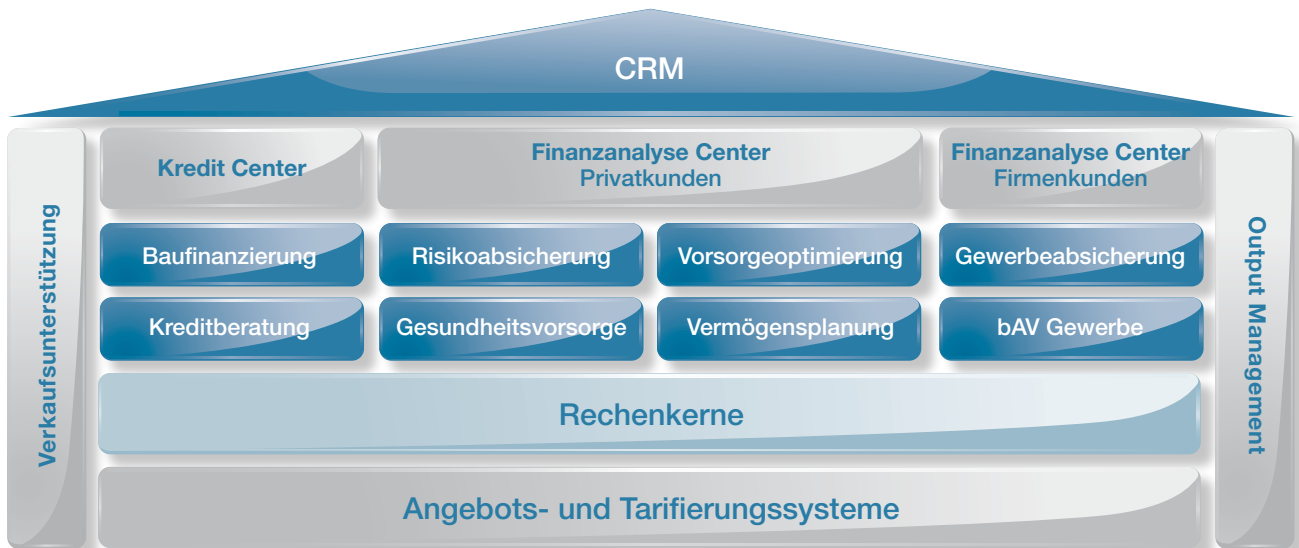 CRM
Verkaufsunterstützung
Kredit Center
Finanzanalyse Center
Privatkunden
Finanzanalyse Center
Firmenkunden
Output Management
Baufinanzierung
Risikoabsicherung
Vorsorgeoptimierung
Gewerbeabsicherung
Kreditberatung
Gesundheitsvorsorge
Vermögensplanung
bAV Gewerbe
Rechenkerne
Angebots- und Tarifierungssysteme